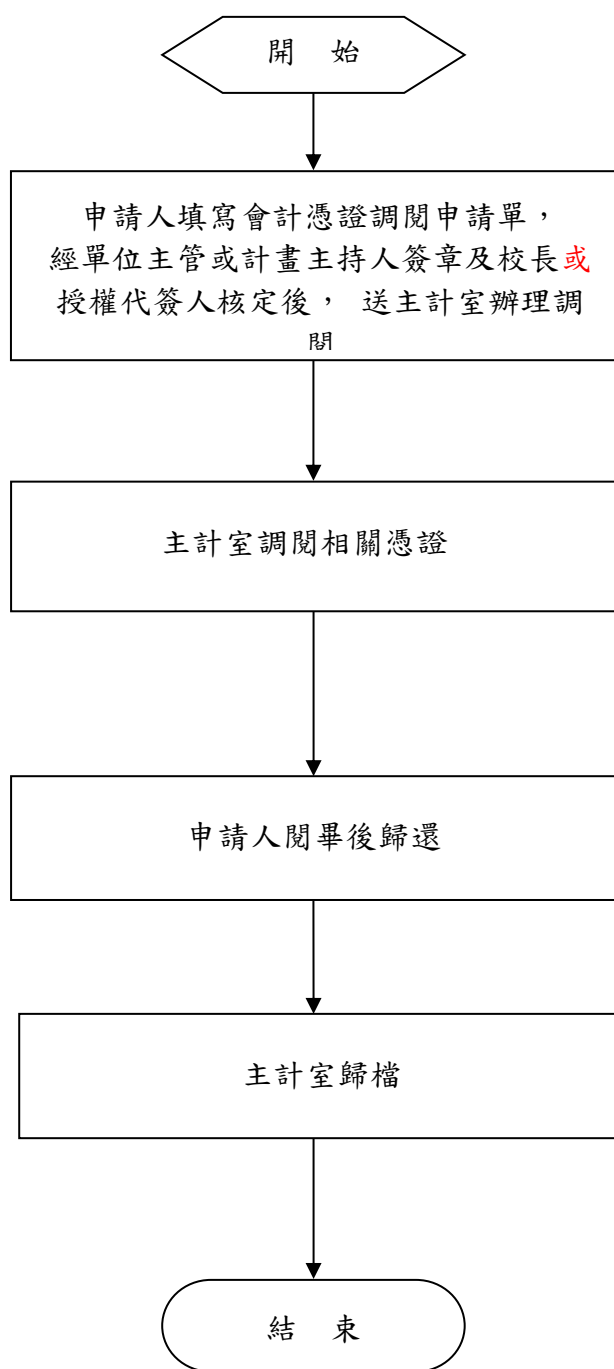 開 始
申請人填寫會計憑證調閱申請單,
經單位主管或計畫主持人簽章及校長或
授權代簽人核定後, 送主計室辦理調
閱
主計室調閱相關憑證
申請人閱畢後歸還
主計室歸檔
結 束